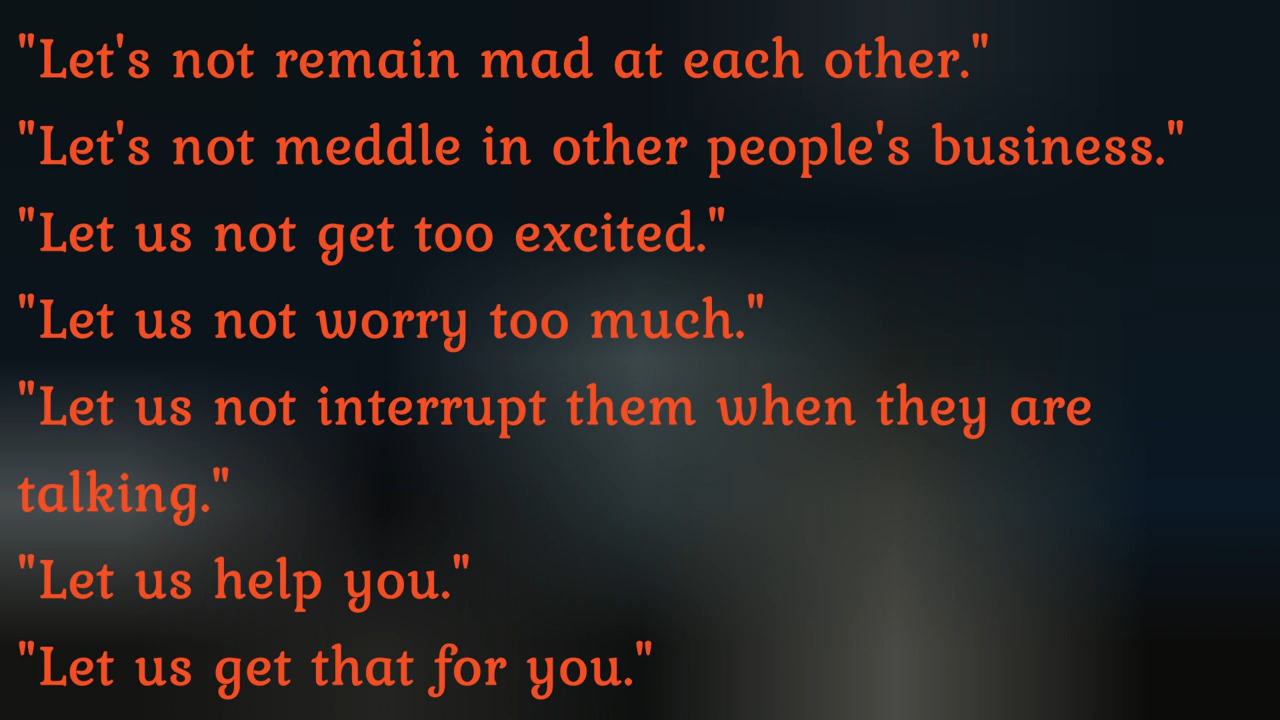 "Let's not remain mad at each other."
"Let's not meddle in other people's business."
"Let us not get too excited."
"Let us not worry too much."
"Let us not interrupt them when they are
talking."
"Let us help you."
"Let us get that for you."